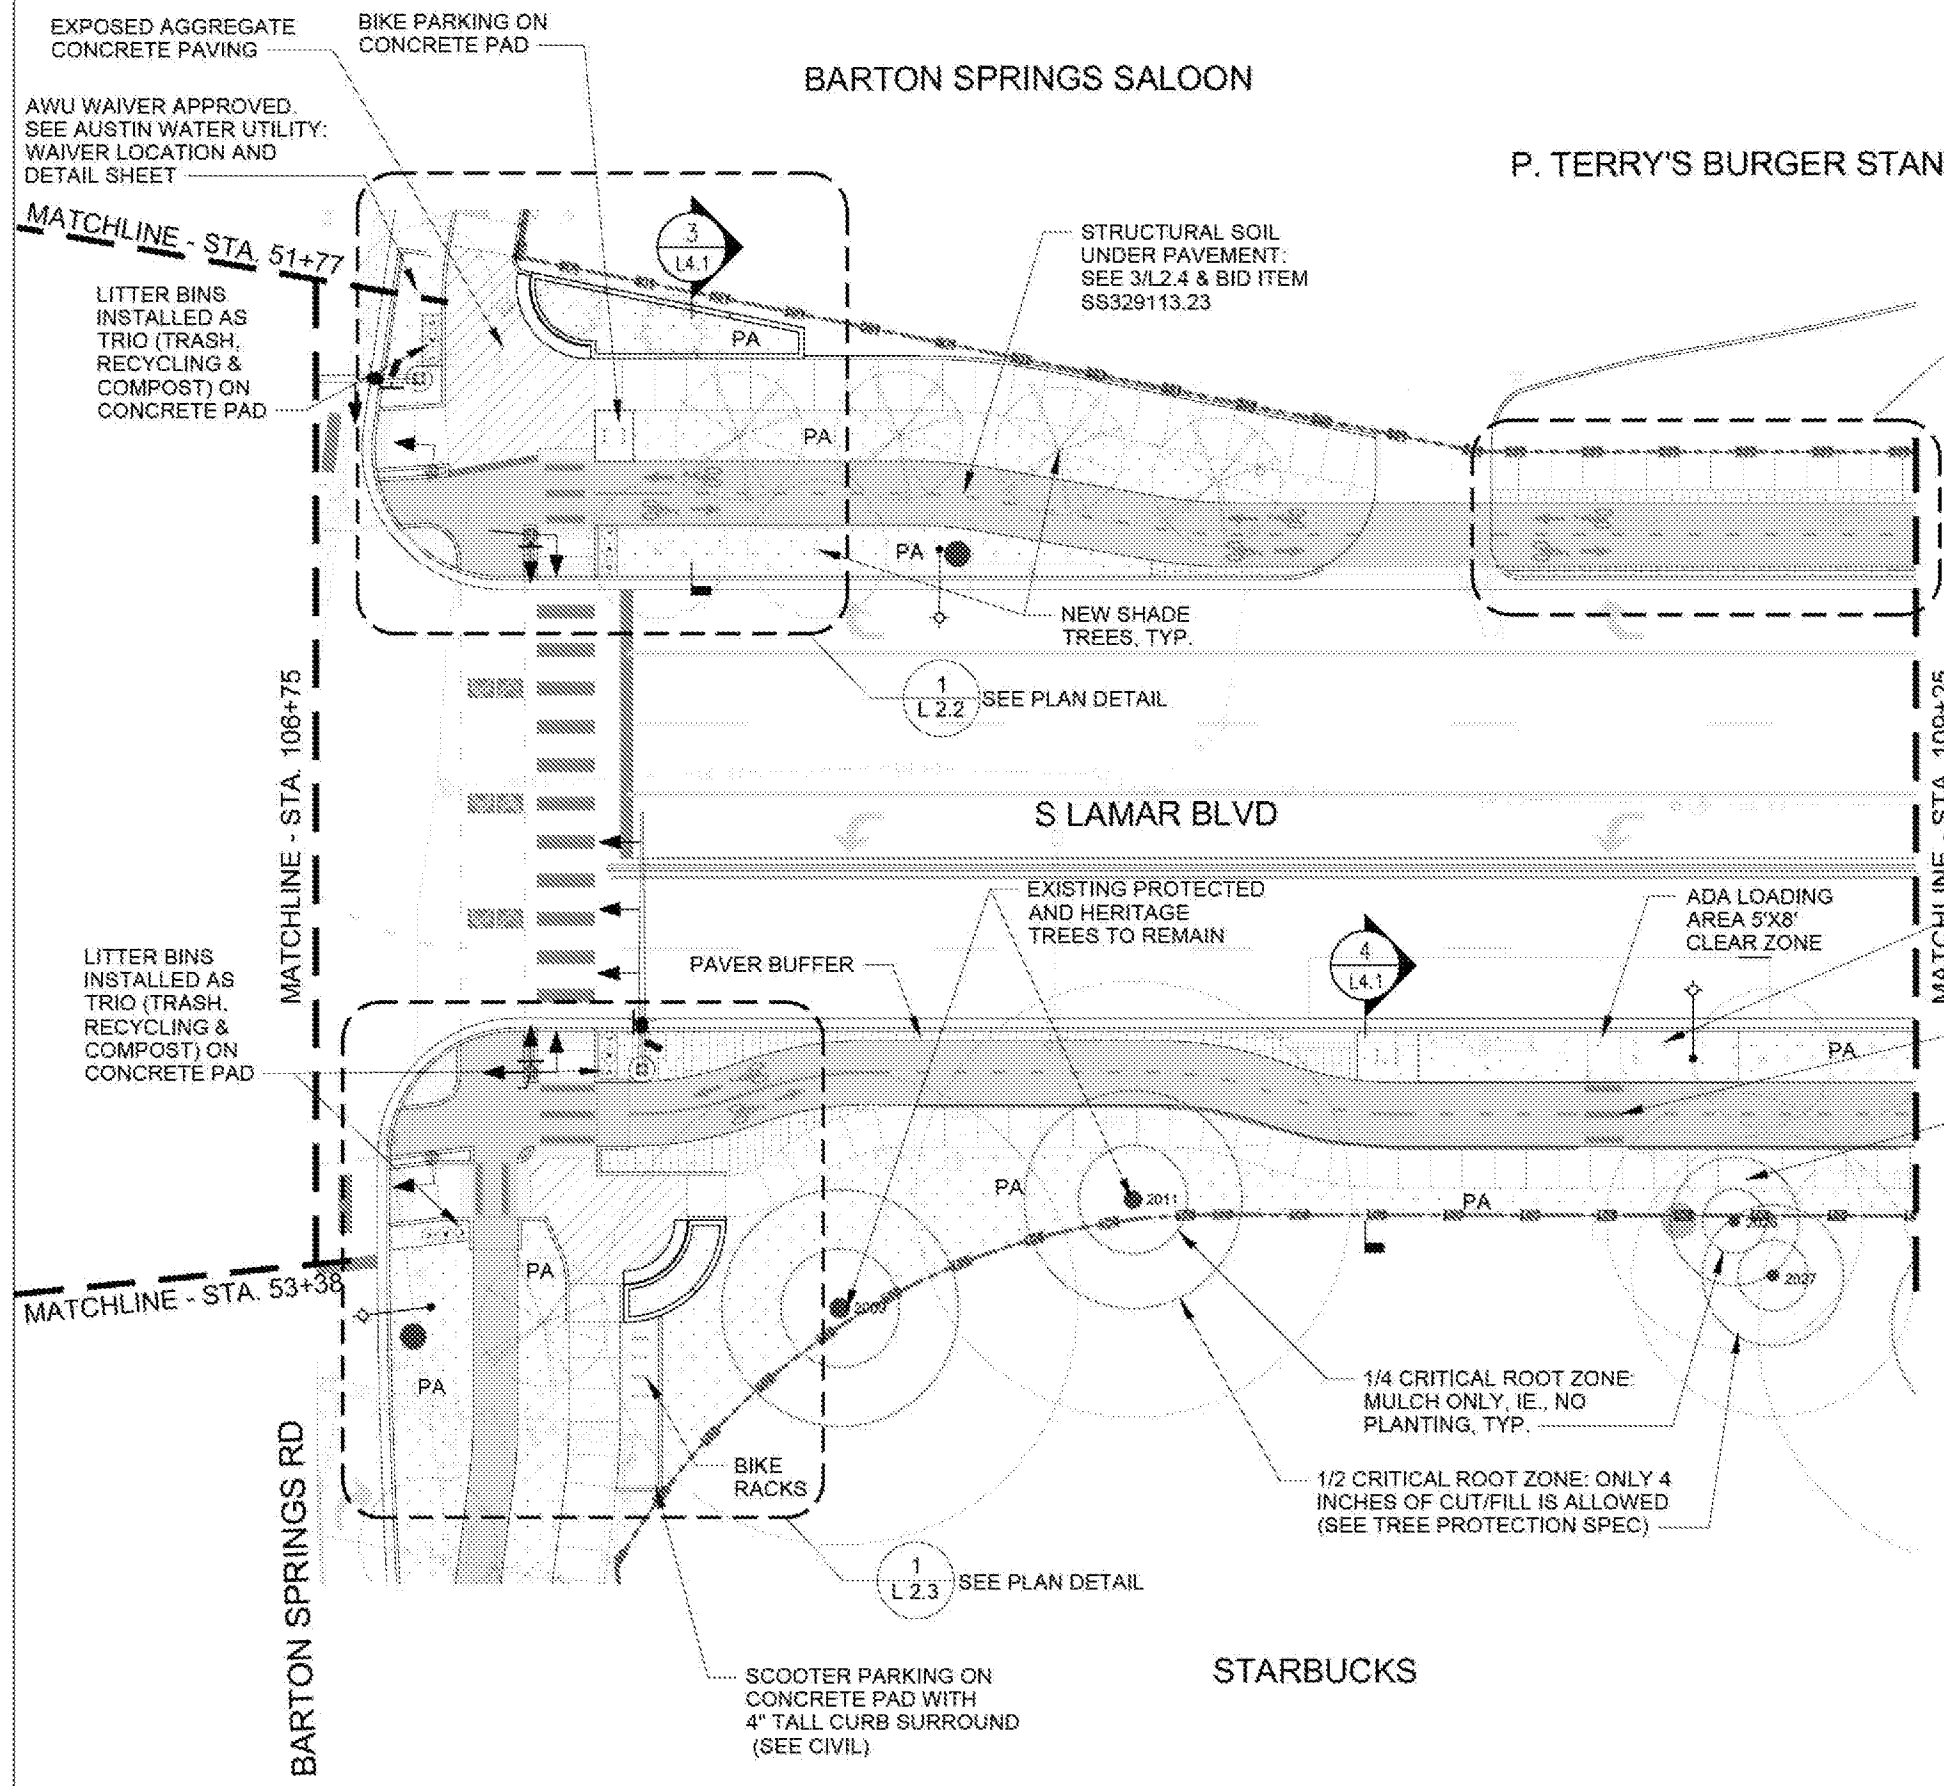 EXPOSED AGGREGATE
CONCRETE PAVING
BIKE PARKING ON
CONCRETE PAD
BARTON SPRINGS SALOON
AWU WAIVER APPROVED.
SEE AUSTIN WATER UTILITY:
WAIVER LOCATION AND
DETAIL SHEET
P. TERRY'S BURGER STAN
MATCHLINE - STA. 51+77
3
L4.1
STRUCTURAL SOIL
UNDER PAVEMENT:
SEE 3/L2.4 & BID ITEM
SS329113.23
LITTER BINS
INSTALLED AS
TRIO (TRASH,
RECYCLING &
COMPOST) ON
CONCRETE PAD
PA
PA
PA
NEW SHADE
TREES, TYP.
1
L 2.2
SEE PLAN DETAIL
MATCHLINE - STA. 106+75
MATCHLINE - STA. 109+25
S LAMAR BLVD
EXISTING PROTECTED
AND HERITAGE
TREES TO REMAIN
ADA LOADING
AREA 5'X8'
CLEAR ZONE
4
L4.1
PAVER BUFFER
LITTER BINS
INSTALLED AS
TRIO (TRASH,
RECYCLING &
COMPOST) ON
CONCRETE PAD
PA
PA
2011
PA
PA
2027
MATCHLINE - STA. 53+38
PA
1/4 CRITICAL ROOT ZONE:
MULCH ONLY, IE., NO
PLANTING, TYP.
BIKE
RACKS
1/2 CRITICAL ROOT ZONE: ONLY 4
INCHES OF CUT/FILL IS ALLOWED
(SEE TREE PROTECTION SPEC)
1
L 2.3
SEE PLAN DETAIL
BARTON SPRINGS RD
SCOOTER PARKING ON
CONCRETE PAD WITH
4" TALL CURB SURROUND
(SEE CIVIL)
STARBUCKS